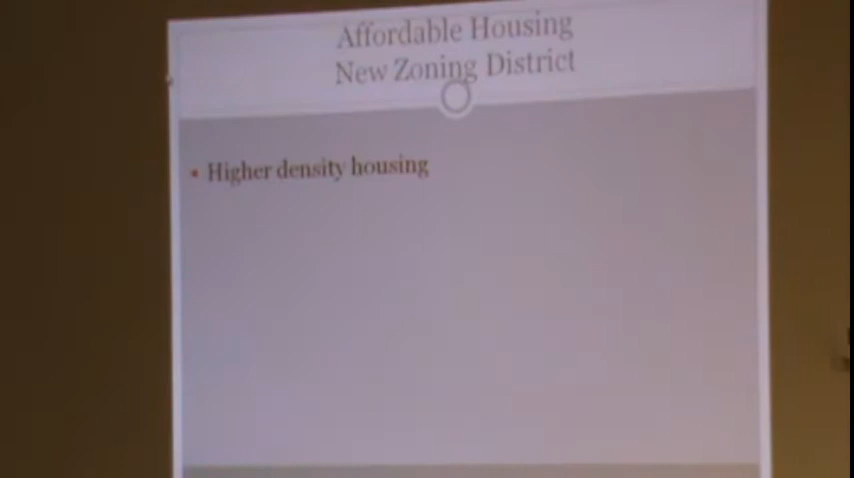 Affordable Housing
New Zoning District
• Higher density housing